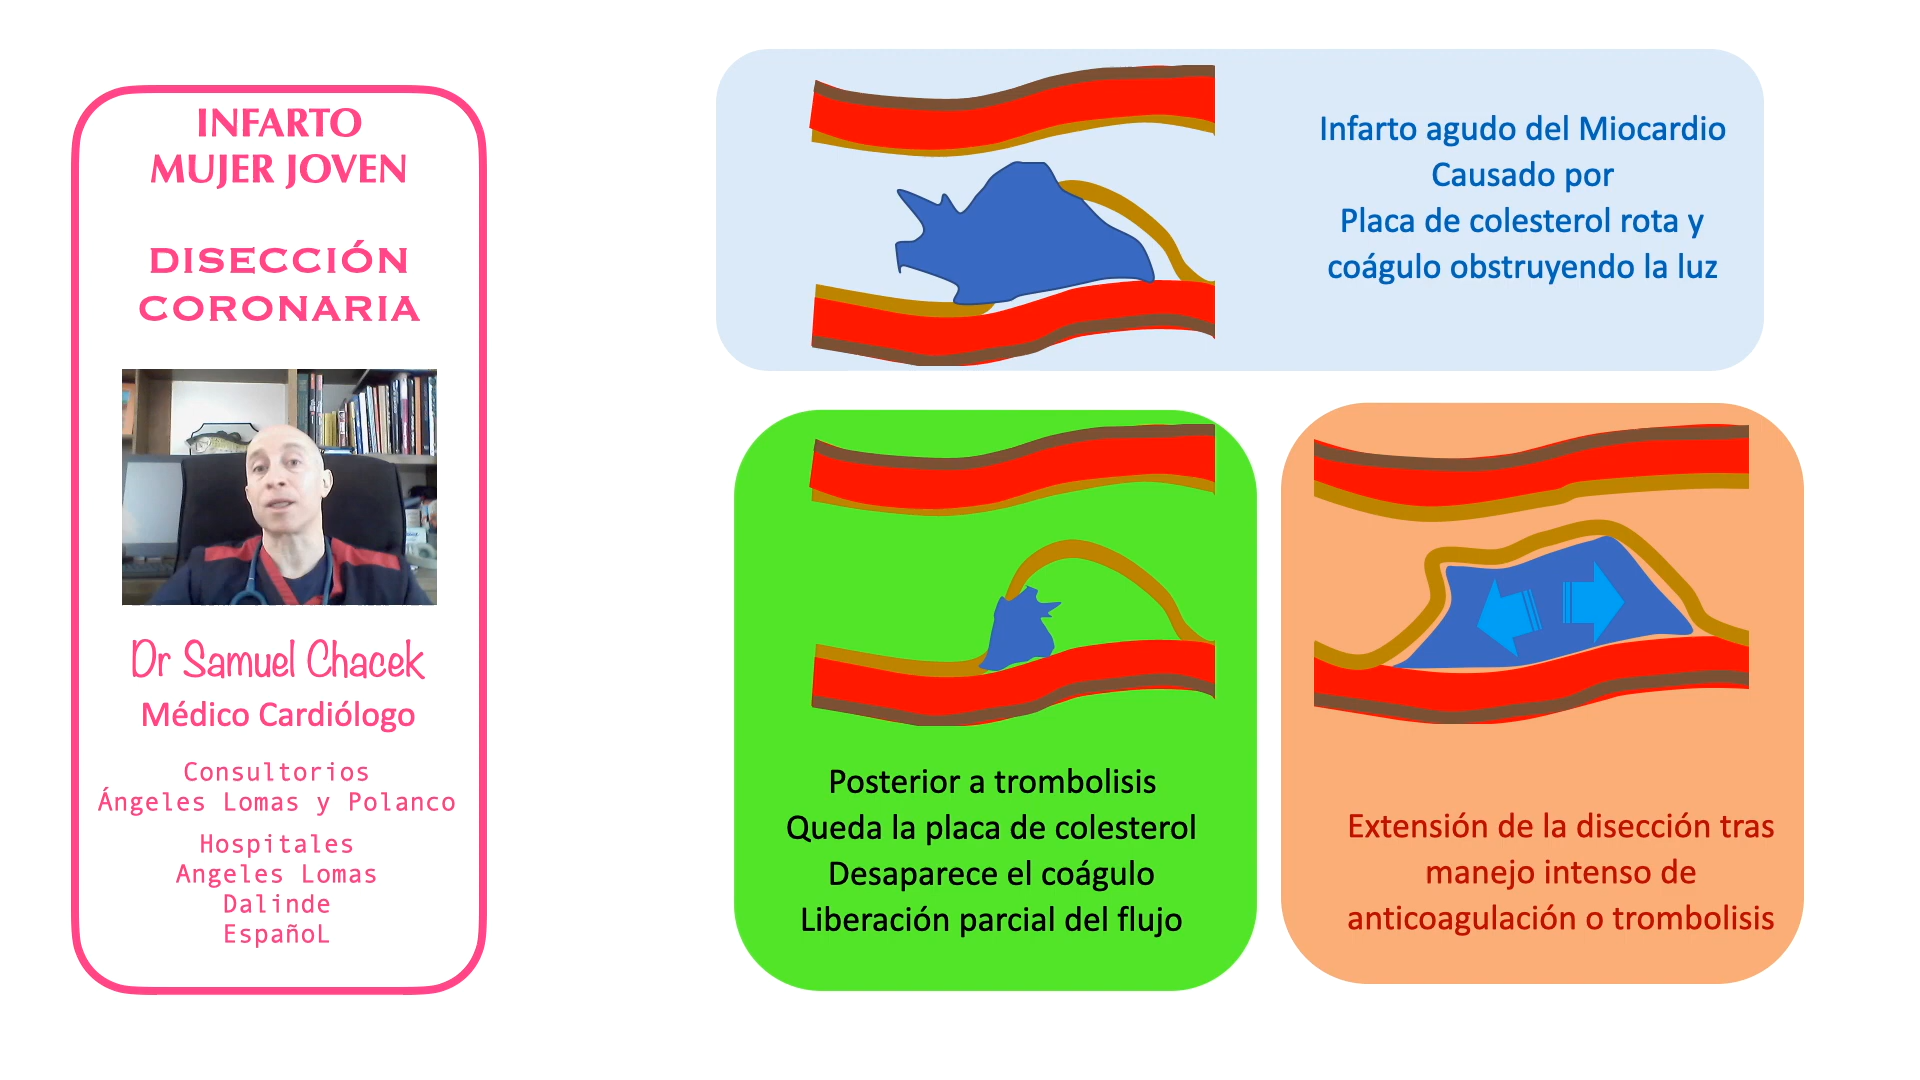 INFARTO
MUJER JOVEN
DISECCIÓN
CORONARIA
Dr Samuel Chacek
Médico Cardiólogo
Consultorios
Ángeles Lomas y Polanco
Hospitales
Angeles Lomas
Dalinde
EspañoL
Infarto agudo del Miocardio
Causado por
Placa de colesterol rota y
coágulo obstruyendo la luz
Posterior a trombolisis
Queda la placa de colesterol
Desaparece el coágulo
Liberación parcial del flujo
Extensión de la disección tras
manejo intenso de
anticoagulación o trombolisis